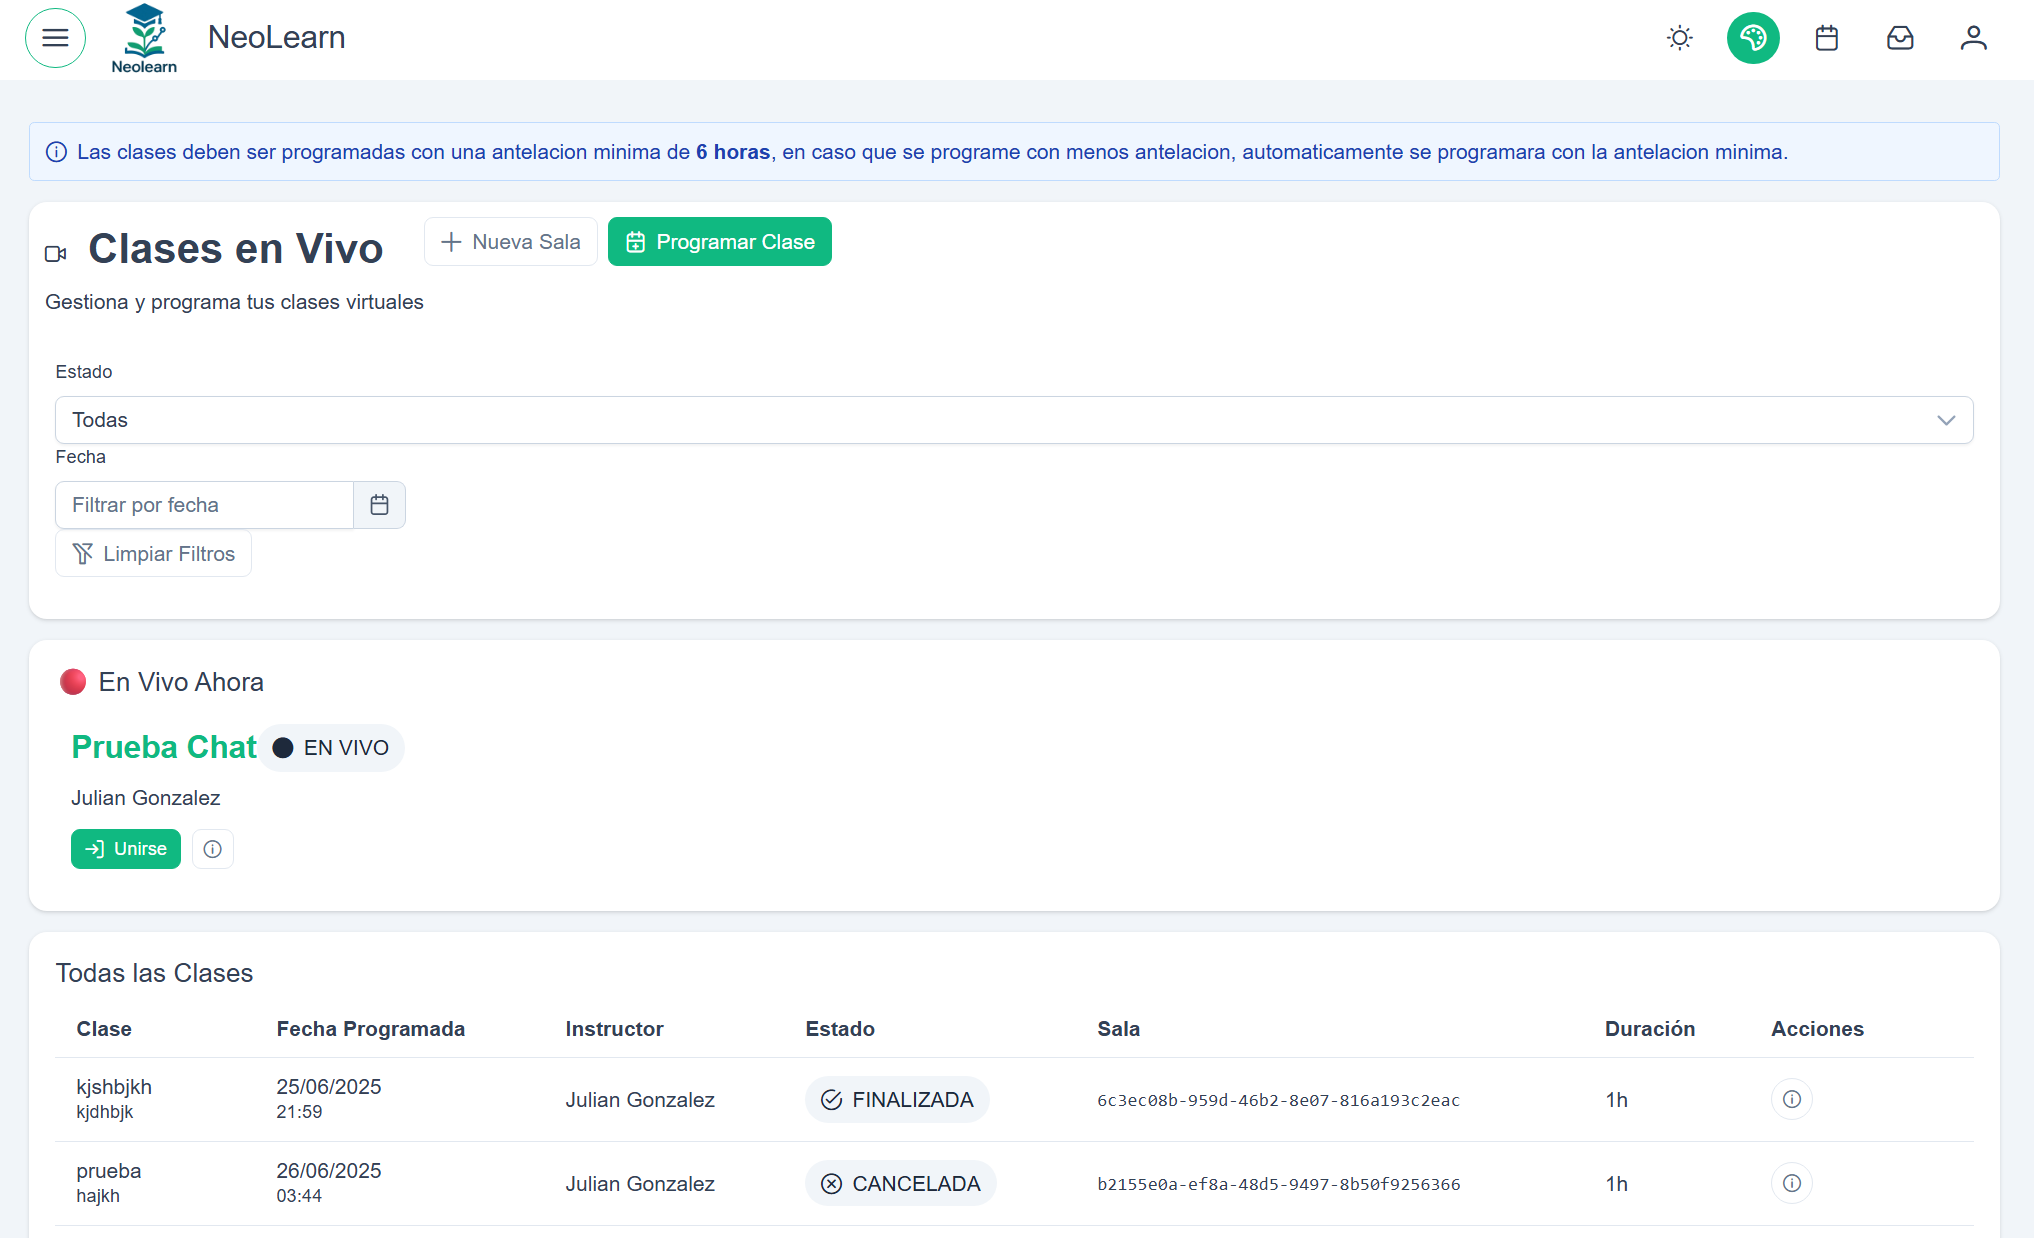 Neolearn
NeoLearn
Las clases deben ser programadas con una antelacion minima de 6 horas, en caso que se programe con menos antelacion, automaticamente se programara con la antelacion minima.
Clases en Vivo
Nueva Sala
Programar Clase
Gestiona y programa tus clases virtuales
Estado
Todas
Fecha
Filtrar por fecha
Limpiar Filtros
En Vivo Ahora
Prueba Chat
EN VIVO
Julian Gonzalez
Unirse
Todas las Clases
Clase Fecha Programada Instructor Estado Sala Duración Acciones
kjshbjkh 25/06/2025 Julian Gonzalez FINALIZADA 6c3ec08b-959d-46b2-8e07-816a193c2eac 1h
kjdhbjk 21:59
prueba 26/06/2025 Julian Gonzalez CANCELADA b2155e0a-ef8a-48d5-9497-8b50f9256366 1h
hajkh 03:44